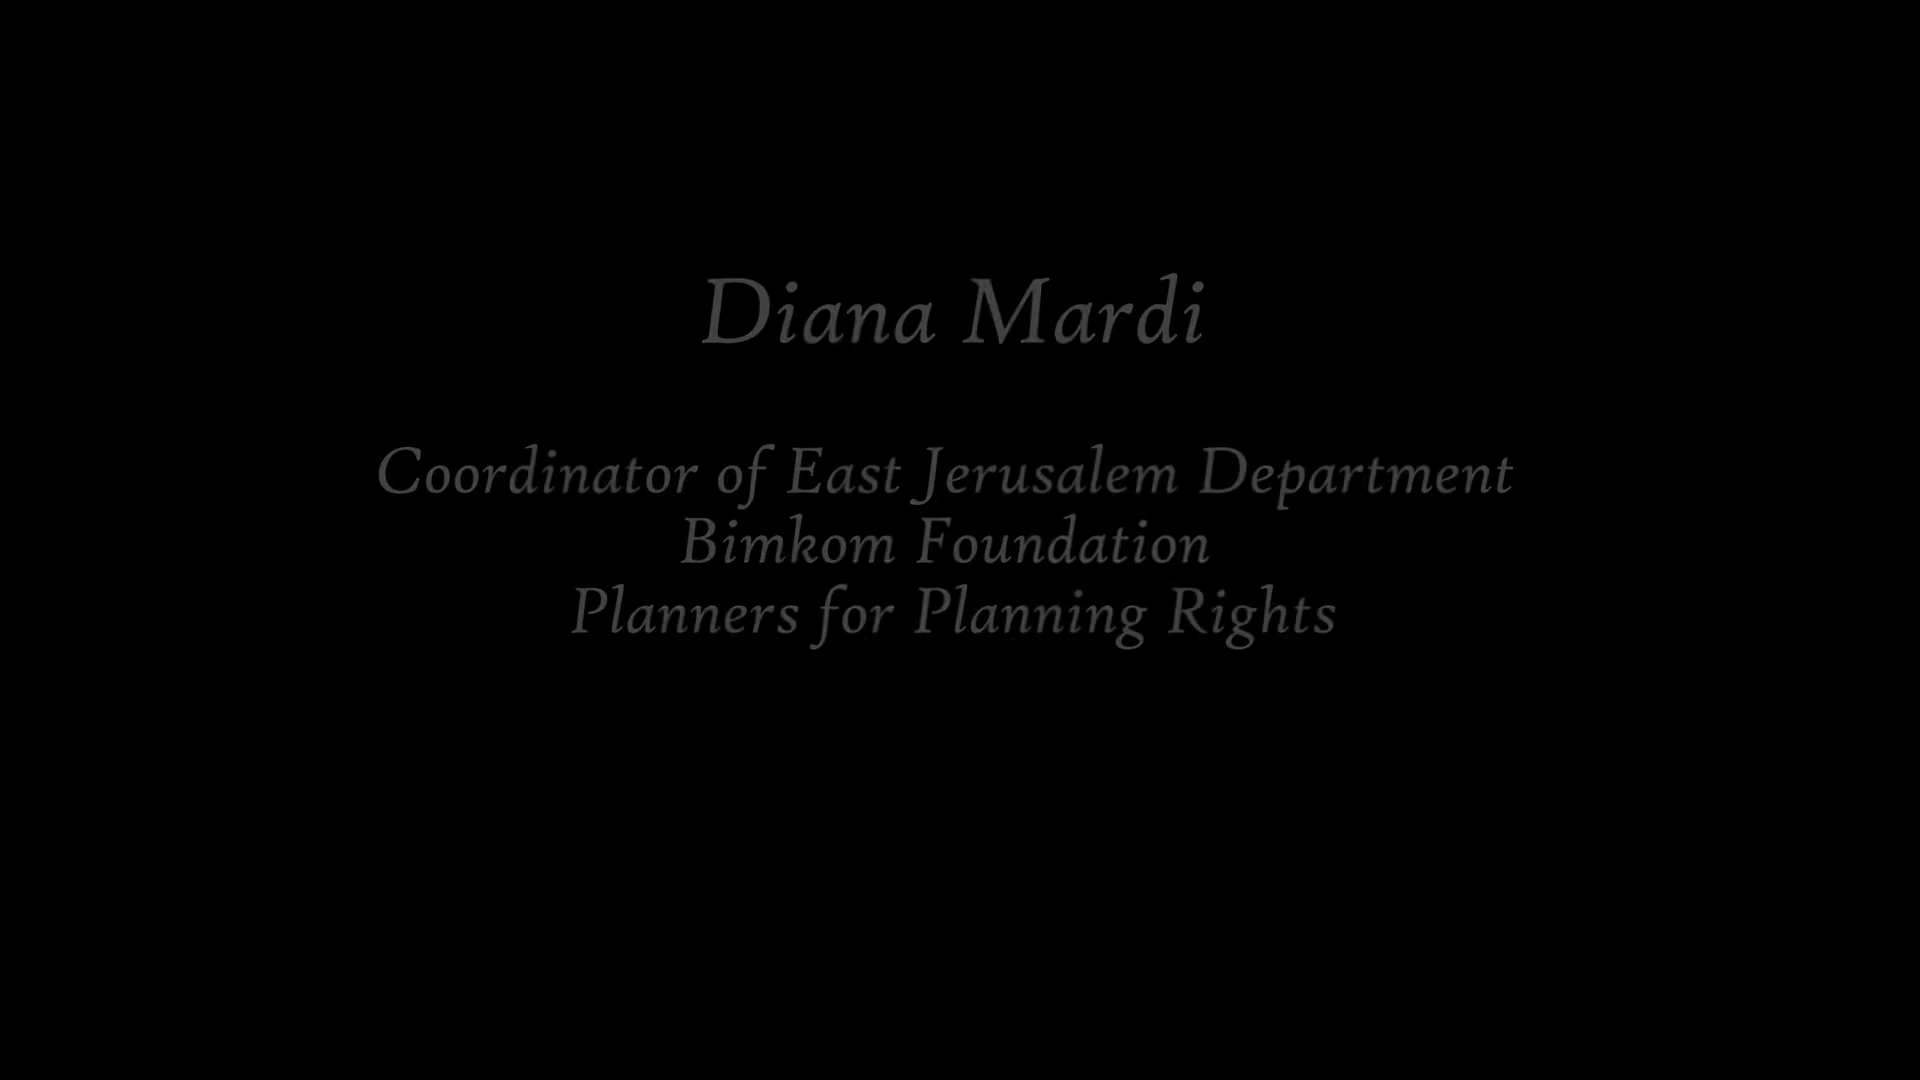 Diana Mardi
Coordinator of East Jerusalem Department
Bimkom Foundation
Planners for Planning Rights